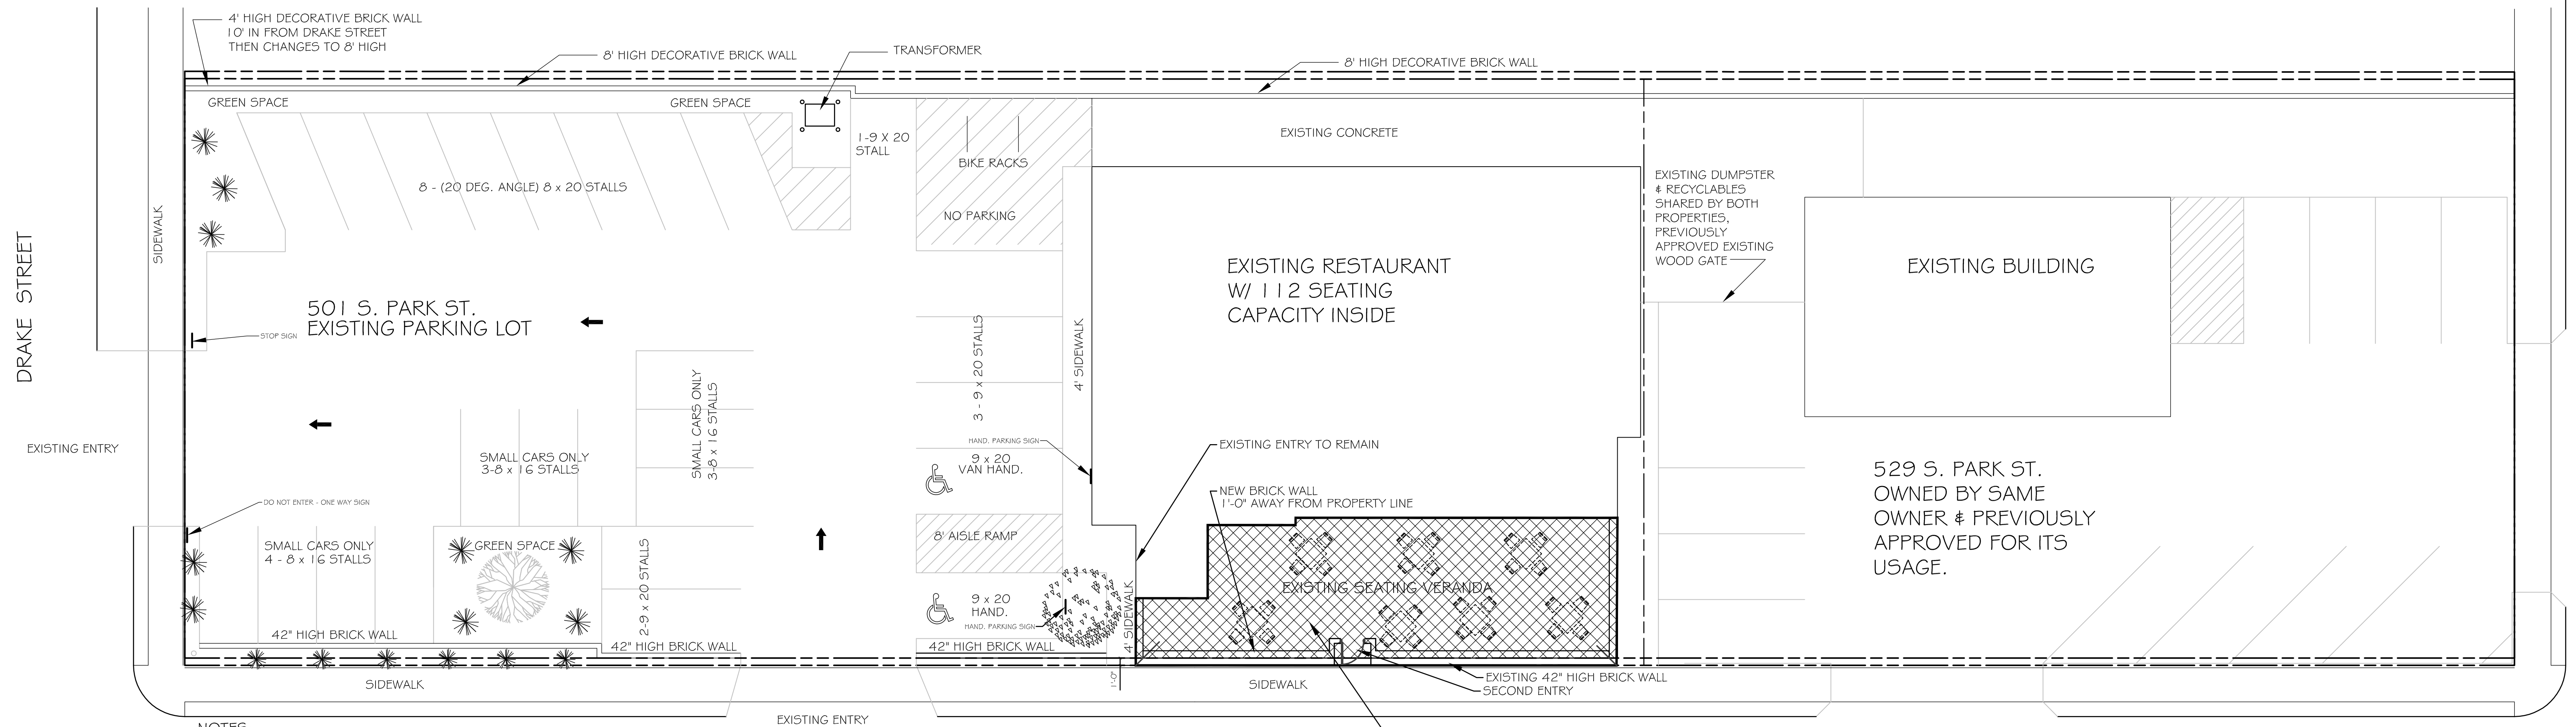 4' HIGH DECORATIVE BRICK WALL
10' IN FROM DRAKE STREET
THEN CHANGES TO 8' HIGH
8' HIGH DECORATIVE BRICK WALL
TRANSFORMER
8' HIGH DECORATIVE BRICK WALL
GREEN SPACE
GREEN SPACE
1-9 X 20
STALL
BIKE RACKS
NO PARKING
EXISTING CONCRETE
8 - (20 DEG. ANGLE) 8 x 20 STALLS
SIDEWALK
DRAKE STREET
501 S. PARK ST.
EXISTING PARKING LOT
STOP SIGN
EXISTING RESTAURANT
W/ 112 SEATING
CAPACITY INSIDE
EXISTING DUMPSTER
& RECYCLABLES
SHARED BY BOTH
PROPERTIES,
PREVIOUSLY
APPROVED EXISTING
WOOD GATE
EXISTING BUILDING
3 - 9 x 20 STALLS
4' SIDEWALK
SMALL CARS ONLY
3-8 x 16 STALLS
EXISTING ENTRY
SMALL CARS ONLY
3-8 x 16 STALLS
HAND. PARKING SIGN
9 x 20
VAN HAND.
EXISTING ENTRY TO REMAIN
NEW BRICK WALL
1'-0" AWAY FROM PROPERTY LINE
529 S. PARK ST.
OWNED BY SAME
OWNER & PREVIOUSLY
APPROVED FOR ITS
USAGE.
DO NOT ENTER - ONE WAY SIGN
SMALL CARS ONLY
4 - 8 x 16 STALLS
GREEN SPACE
2-9 x 20 STALLS
8' AISLE RAMP
9 x 20
HAND.
HAND. PARKING SIGN
4' SIDEWALK
EXISTING SEATING VERANDA
42" HIGH BRICK WALL
42" HIGH BRICK WALL
42" HIGH BRICK WALL
1'-0"
EXISTING 42" HIGH BRICK WALL
SECOND ENTRY
SIDEWALK
SIDEWALK
EXISTING ENTRY
NOTES